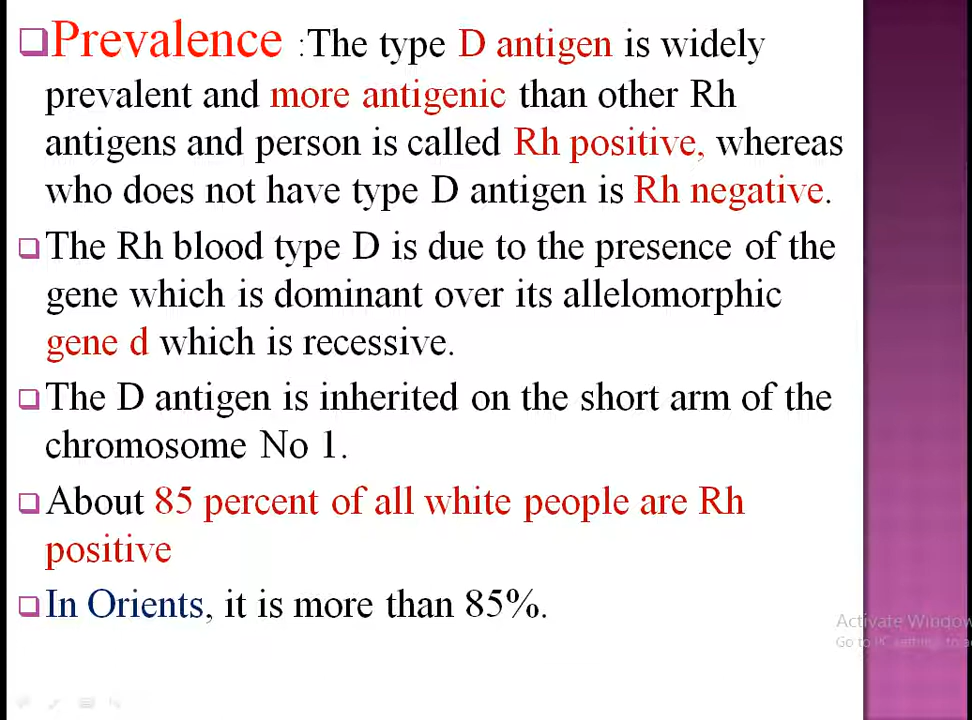 Prevalence :The type D antigen is widely
prevalent and more antigenic than other Rh
antigens and person is called Rh positive, whereas
who does not have type D antigen is Rh negative.
The Rh blood type D is due to the presence of the
gene which is dominant over its allelomorphic
gene d which is recessive.
The D antigen is inherited on the short arm of the
chromosome No 1.
About 85 percent of all white people are Rh
positive
In Orients, it is more than 85%.
Activate Window
Go to PC settings to a